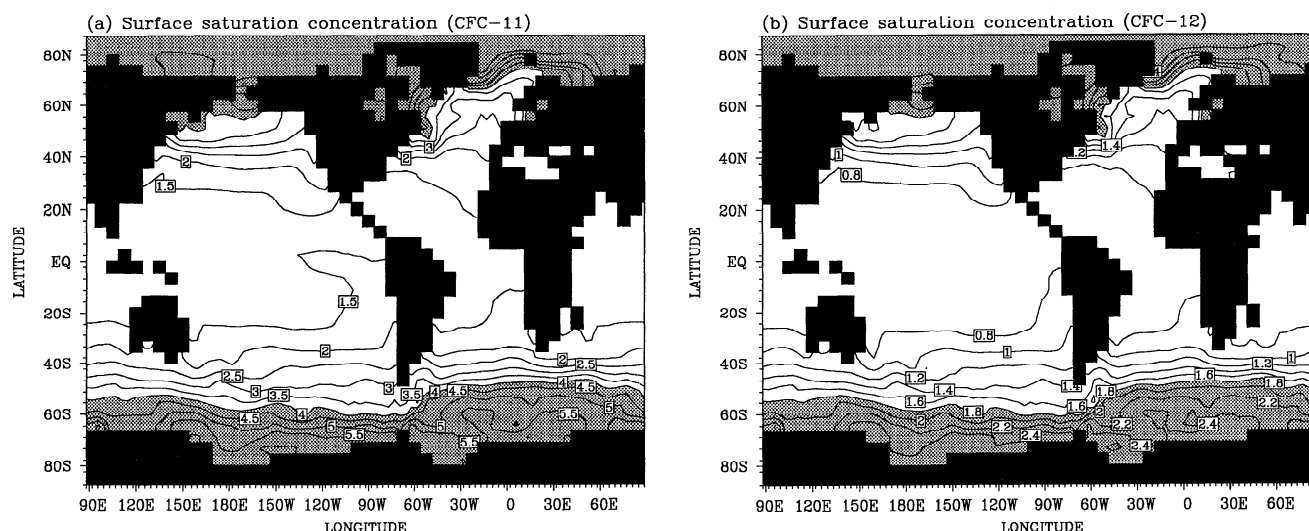 (a) Surface saturation concentration (CFC-11)
80N
60N
40N
20N
EQ
20S
40S
60S
80S
LATITUDE
90E 120E 150E 180E 150W 120W 90W 60W 30W 0 30E 60E
LONGITUDE
3
2
2
1.5
1.5
2
2
2.5
2.5
3
3
3.5
3.5
4
4.5
4
4.5
4.5
4
5
5
5
5.5
5.5
5.5
(b) Surface saturation concentration (CFC-12)
80N
60N
40N
20N
EQ
20S
40S
60S
80S
LATITUDE
90E 120E 150E 180E 150W 120W 90W 60W 30W 0 30E 60E
LONGITUDE
1.4
1.2
1
0.8
0.8
1
1
1.2
1.4
1.4
1.6
1.6
1.6
1.8
1.8
1.8
2
2
2.2
2.2
2.2
2.4
2.4
2.4